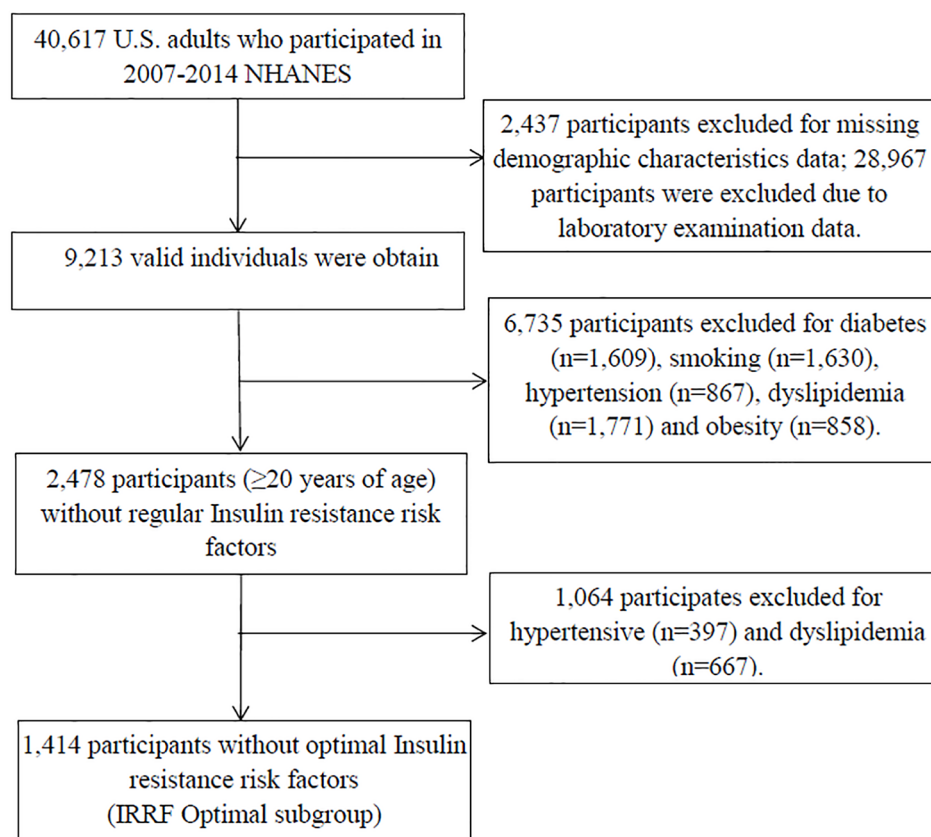 40,617 U.S. adults who participated in
2007-2014 NHANES
2,437 participants excluded for missing
demographic characteristics data; 28,967
participants were excluded due to
laboratory examination data.
9,213 valid individuals were obtain
6,735 participants excluded for diabetes
(n=1,609), smoking (n=1,630),
hypertension (n=867), dyslipidemia
(n=1,771) and obesity (n=858).
2,478 participants (≥20 years of age)
without regular Insulin resistance risk
factors
1,064 participates excluded for
hypertensive (n=397) and dyslipidemia
(n=667).
1,414 participants without optimal Insulin
resistance risk factors
(IRRF Optimal subgroup)